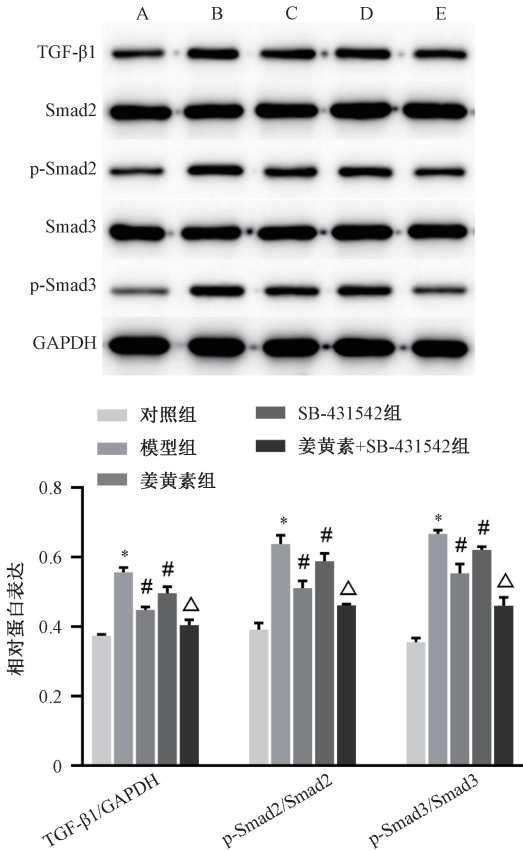 A B C D E
TGF-β1
Smad2
p-Smad2
Smad3
p-Smad3
GAPDH
对照组 SB-431542组
模型组 姜黄素+SB-431542组
姜黄素组
相对蛋白表达
0.8
0.6
0.4
0.2
0
* # # △
* # # △
* # # △
TGF-β1/GAPDH
p-Smad2/Smad2
p-Smad3/Smad3